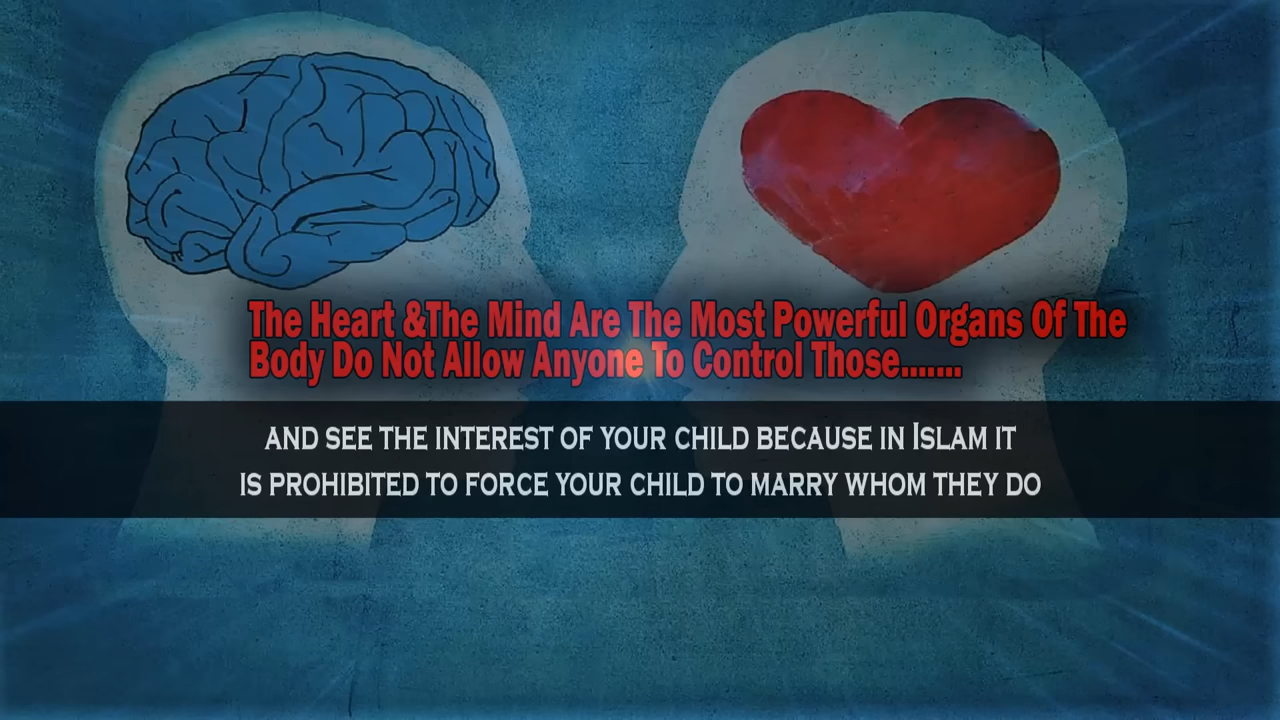 The Heart &The Mind Are The Most Powerful Organs Of The
Body Do Not Allow Anyone To Control Those.......
AND SEE THE INTEREST OF YOUR CHILD BECAUSE IN ISLAM IT
IS PROHIBITED TO FORCE YOUR CHILD TO MARRY WHOM THEY DO